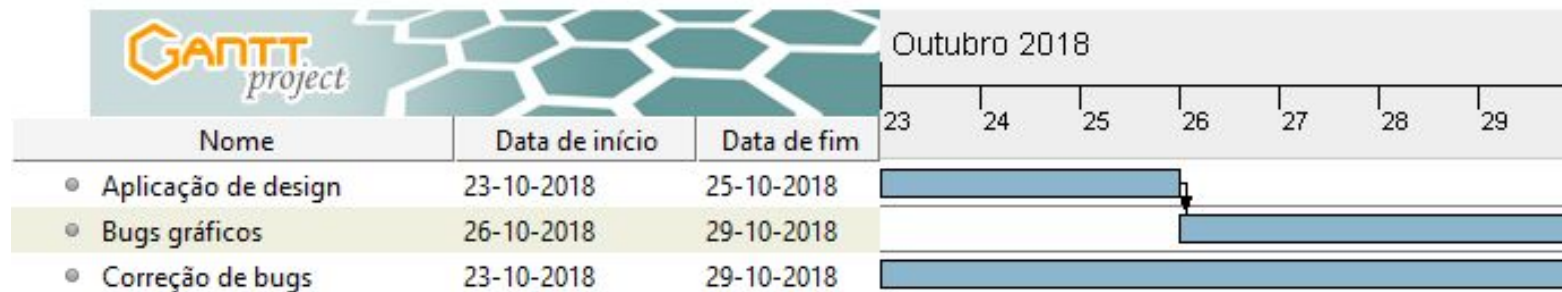 GANTT
project
Outubro 2018
23 24 25 26 27 28 29
Nome Data de início Data de fim
Aplicação de design 23-10-2018 25-10-2018
Bugs gráficos 26-10-2018 29-10-2018
Correção de bugs 23-10-2018 29-10-2018